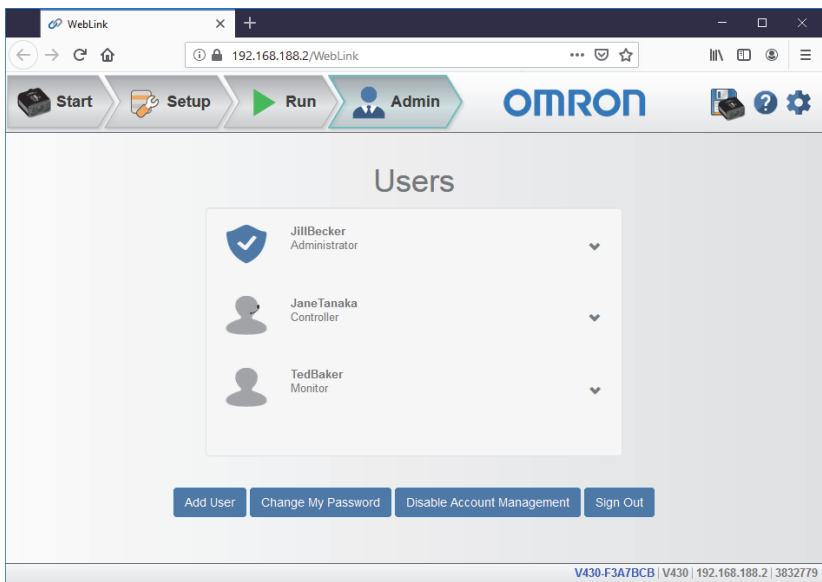 WebLink
192.168.188.2/WebLink
Start Setup Run Admin OMRON
Users
JillBecker
Administrator
JaneTanaka
Controller
TedBaker
Monitor
Add User Change My Password Disable Account Management Sign Out
V430-F3A7BCB | V430 | 192.168.188.2 | 3832779